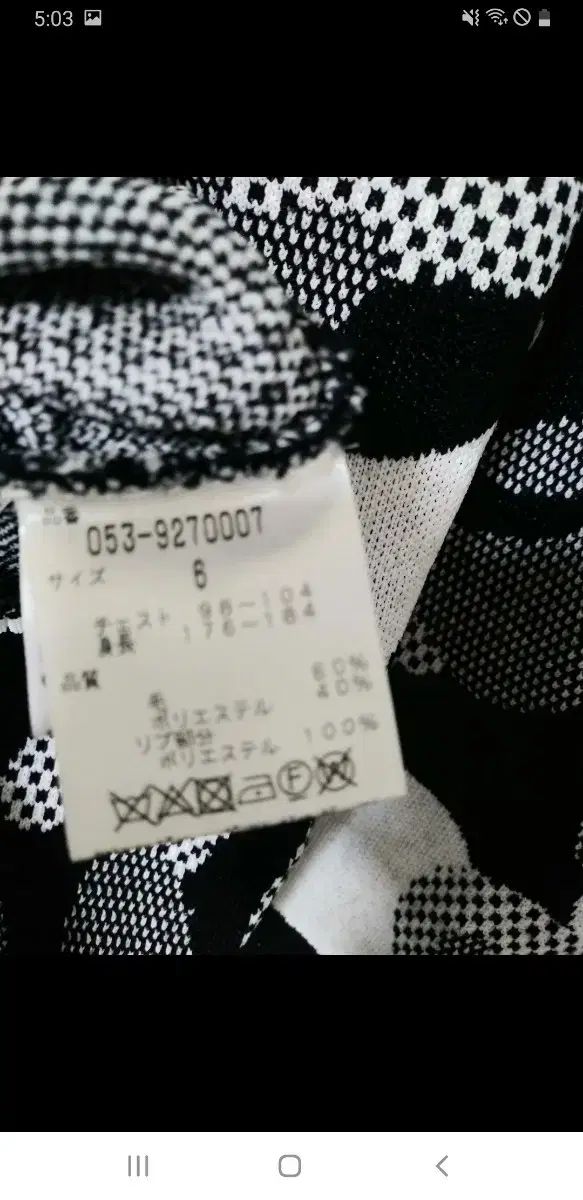 5:03
品番
053-9270007
サイズ 6
チェスト 96-104
身長 176-184
品質
毛 60%
ポリエステル 40%
リブ部分
ポリエステル 100%
F